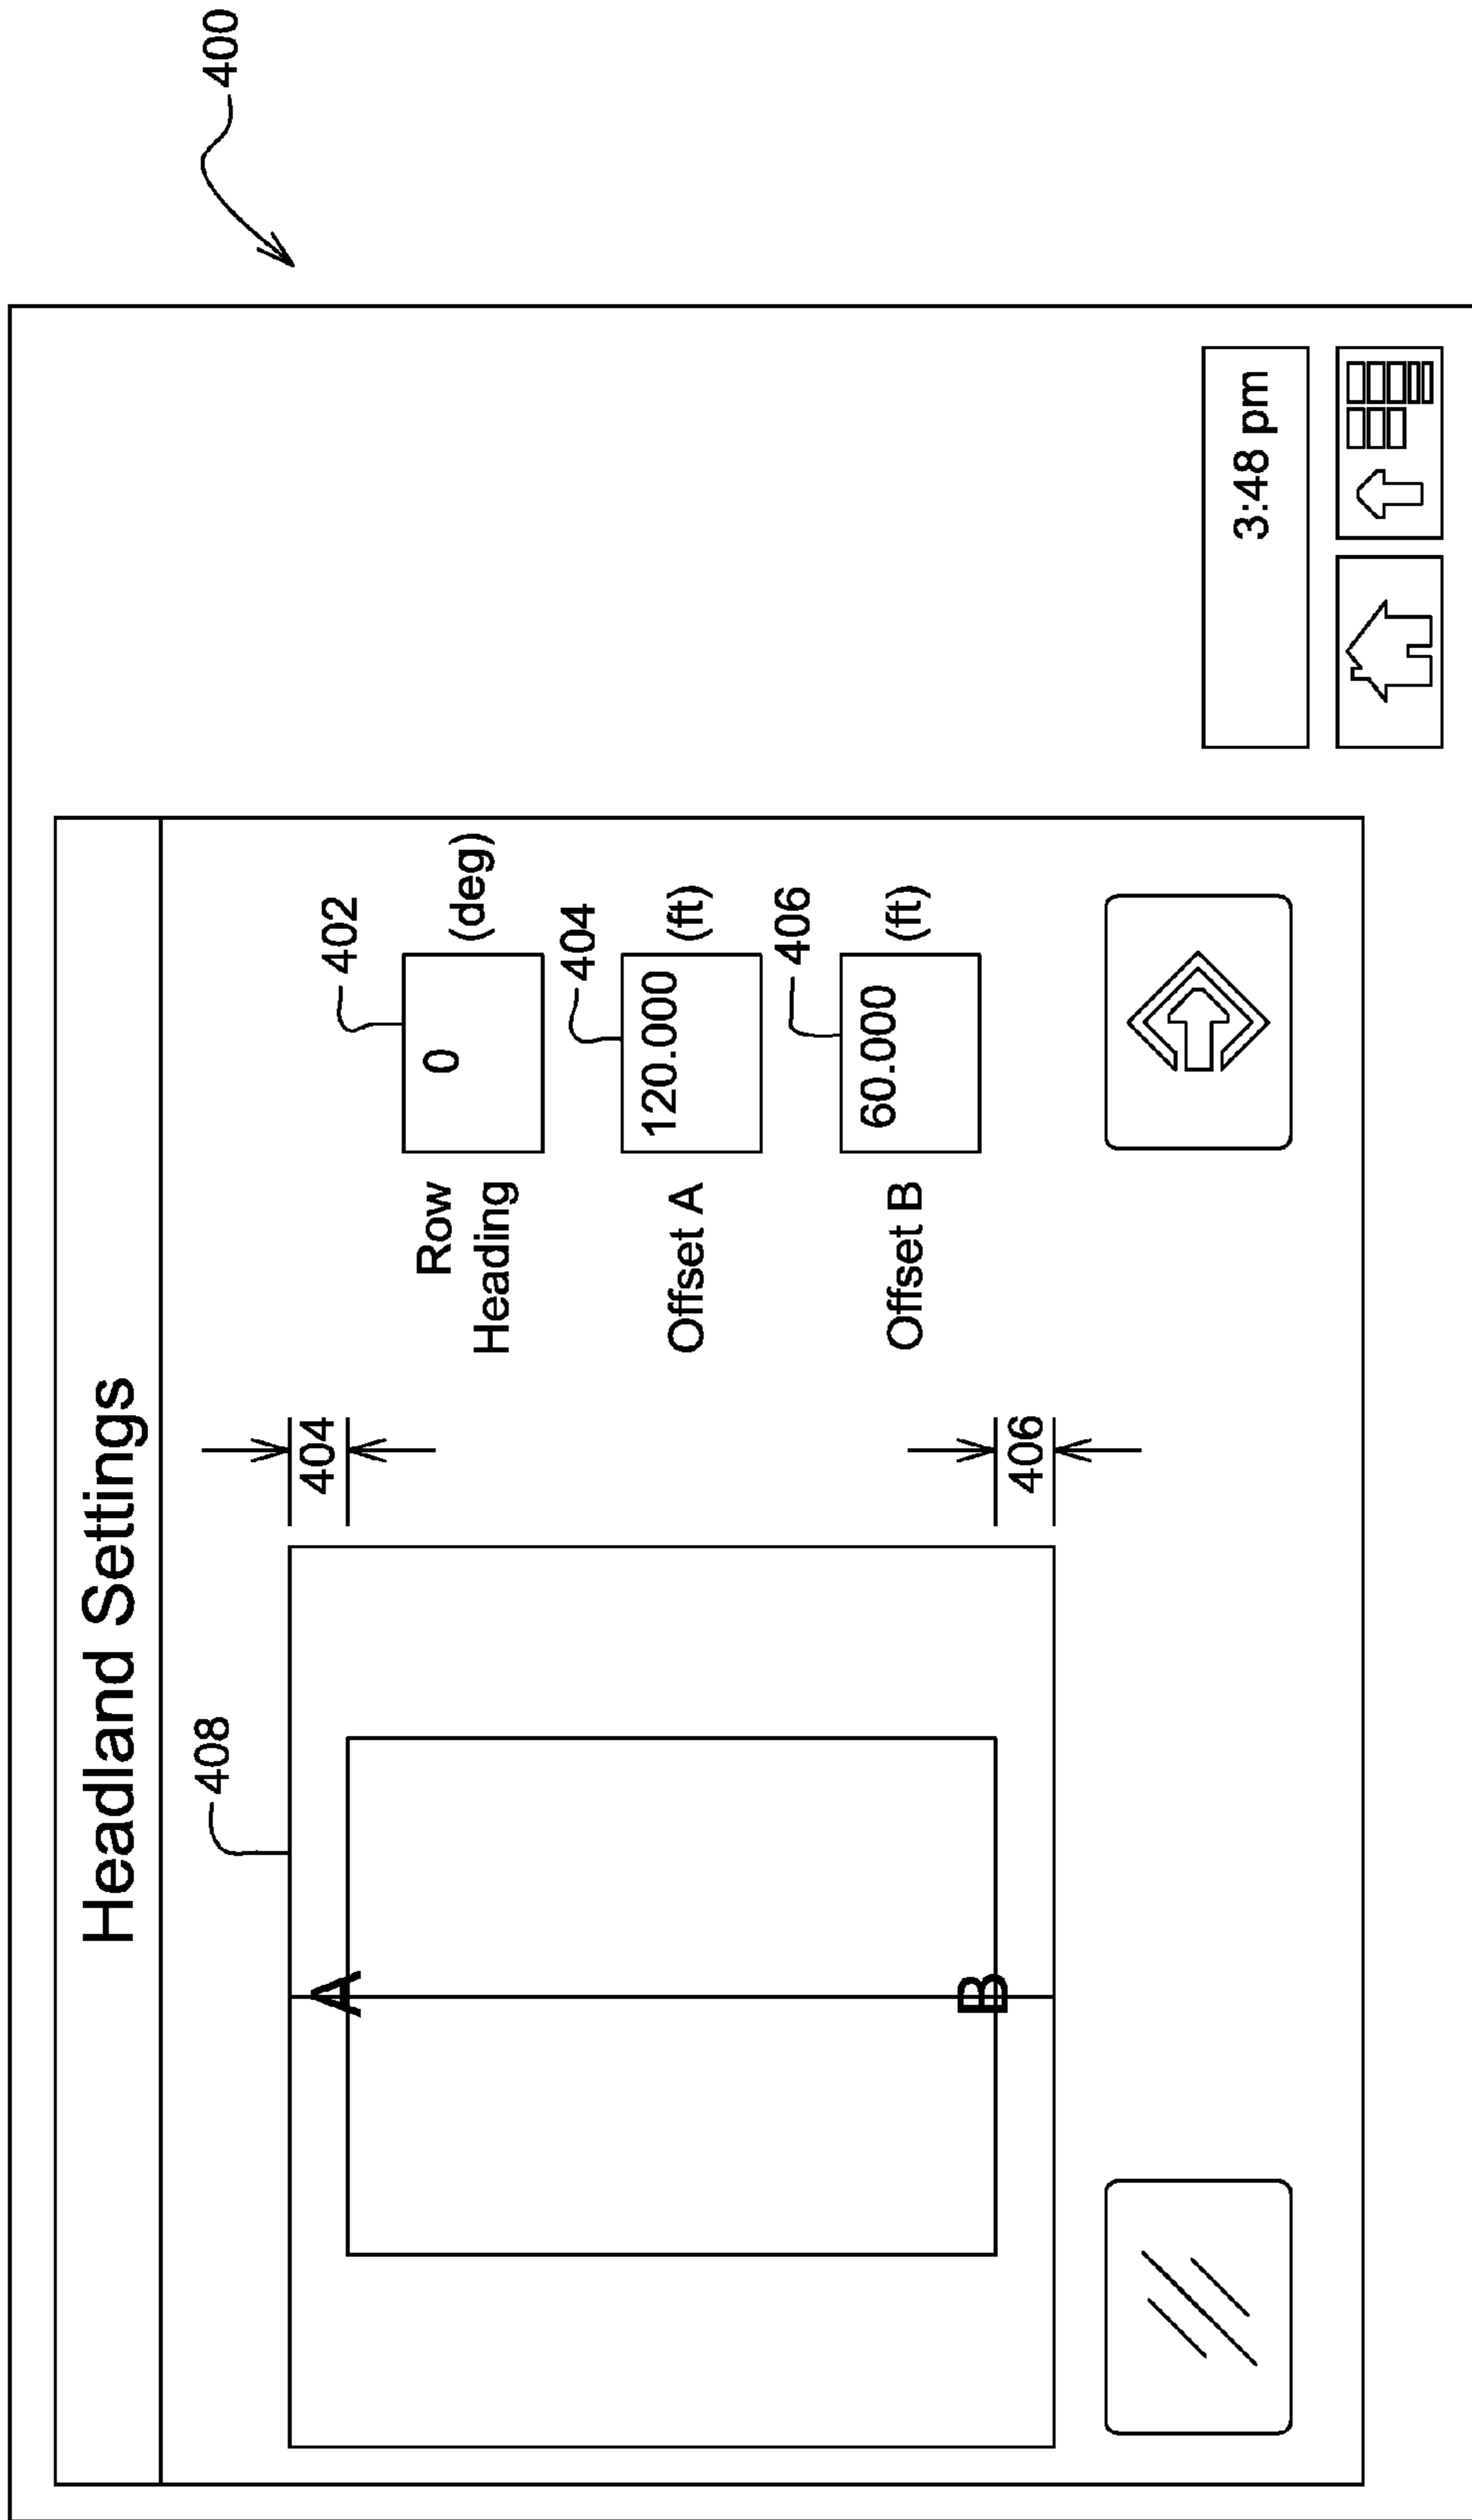 400
Headland Settings
408
404
406
A
B
402
Row
Heading
0
(deg)
404
Offset A
120.000
(ft)
406
Offset B
60.000
(ft)
3:48 pm